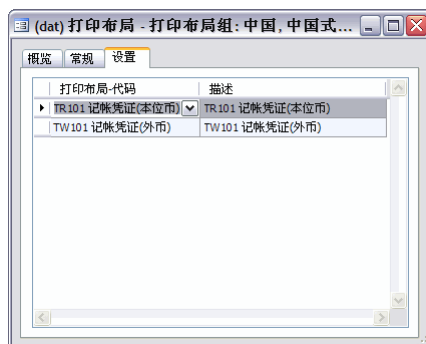 (dat) 打印布局 - 打印布局组: 中国, 中国式...
概览 常规 设置
打印布局-代码 描述
TR101 记帐凭证(本位币) TR101 记帐凭证(本位币)
TW101 记帐凭证(外币) TW101 记帐凭证(外币)